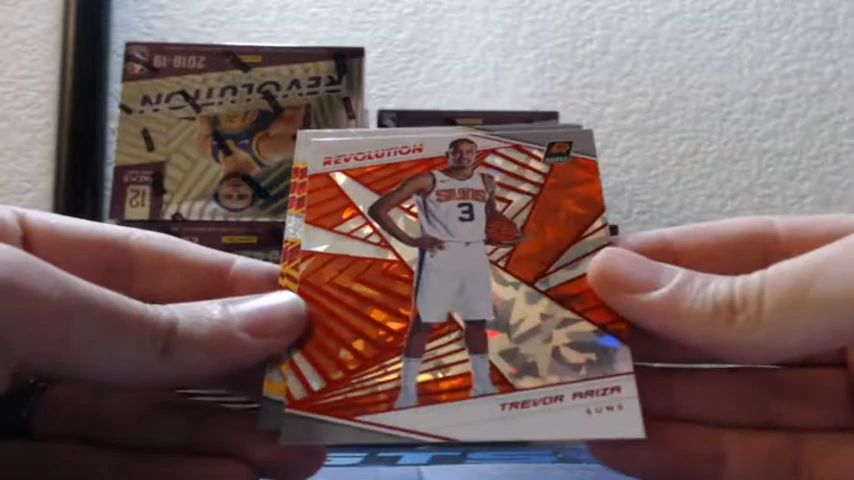 2018-19
REVOLUTION
12
REVOLUTION
SUNS
3
TREVOR ARIZA
SUNS